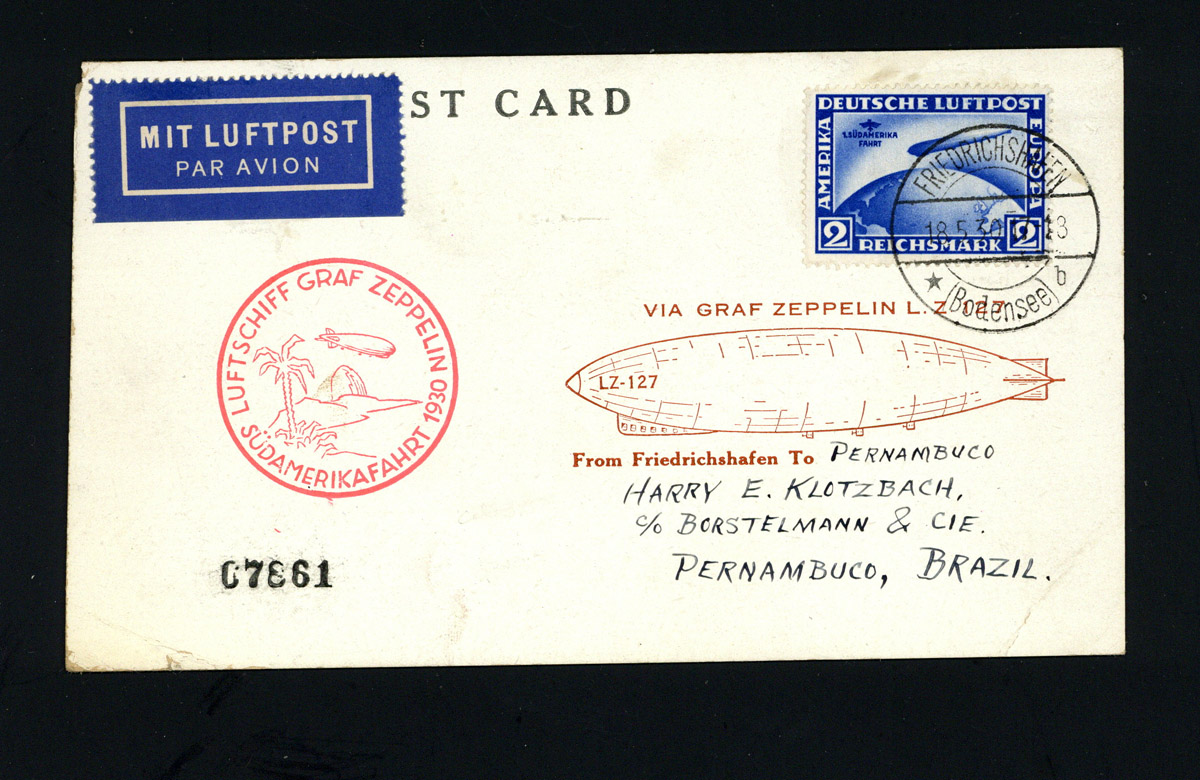 MIT LUFTPOST
PAR AVION
ST CARD
DEUTSCHE LUFTPOST
AMERIKA
EUROPA
1.SÜDAMERIKA
FAHRT
2 REICHSMARK 2
FRIEDRICHSHAFEN
18.5.30.17-18
(Bodensee) b
LUFTSCHIFF GRAF ZEPPELIN
SÜDAMERIKAFAHRT 1930
VIA GRAF ZEPPELIN L.Z 127
LZ-127
From Friedrichshafen To PERNAMBUCO
HARRY E. KLOTZBACH,
c/o BORSTELMANN & CIE.
PERNAMBUCO, BRAZIL.
07861